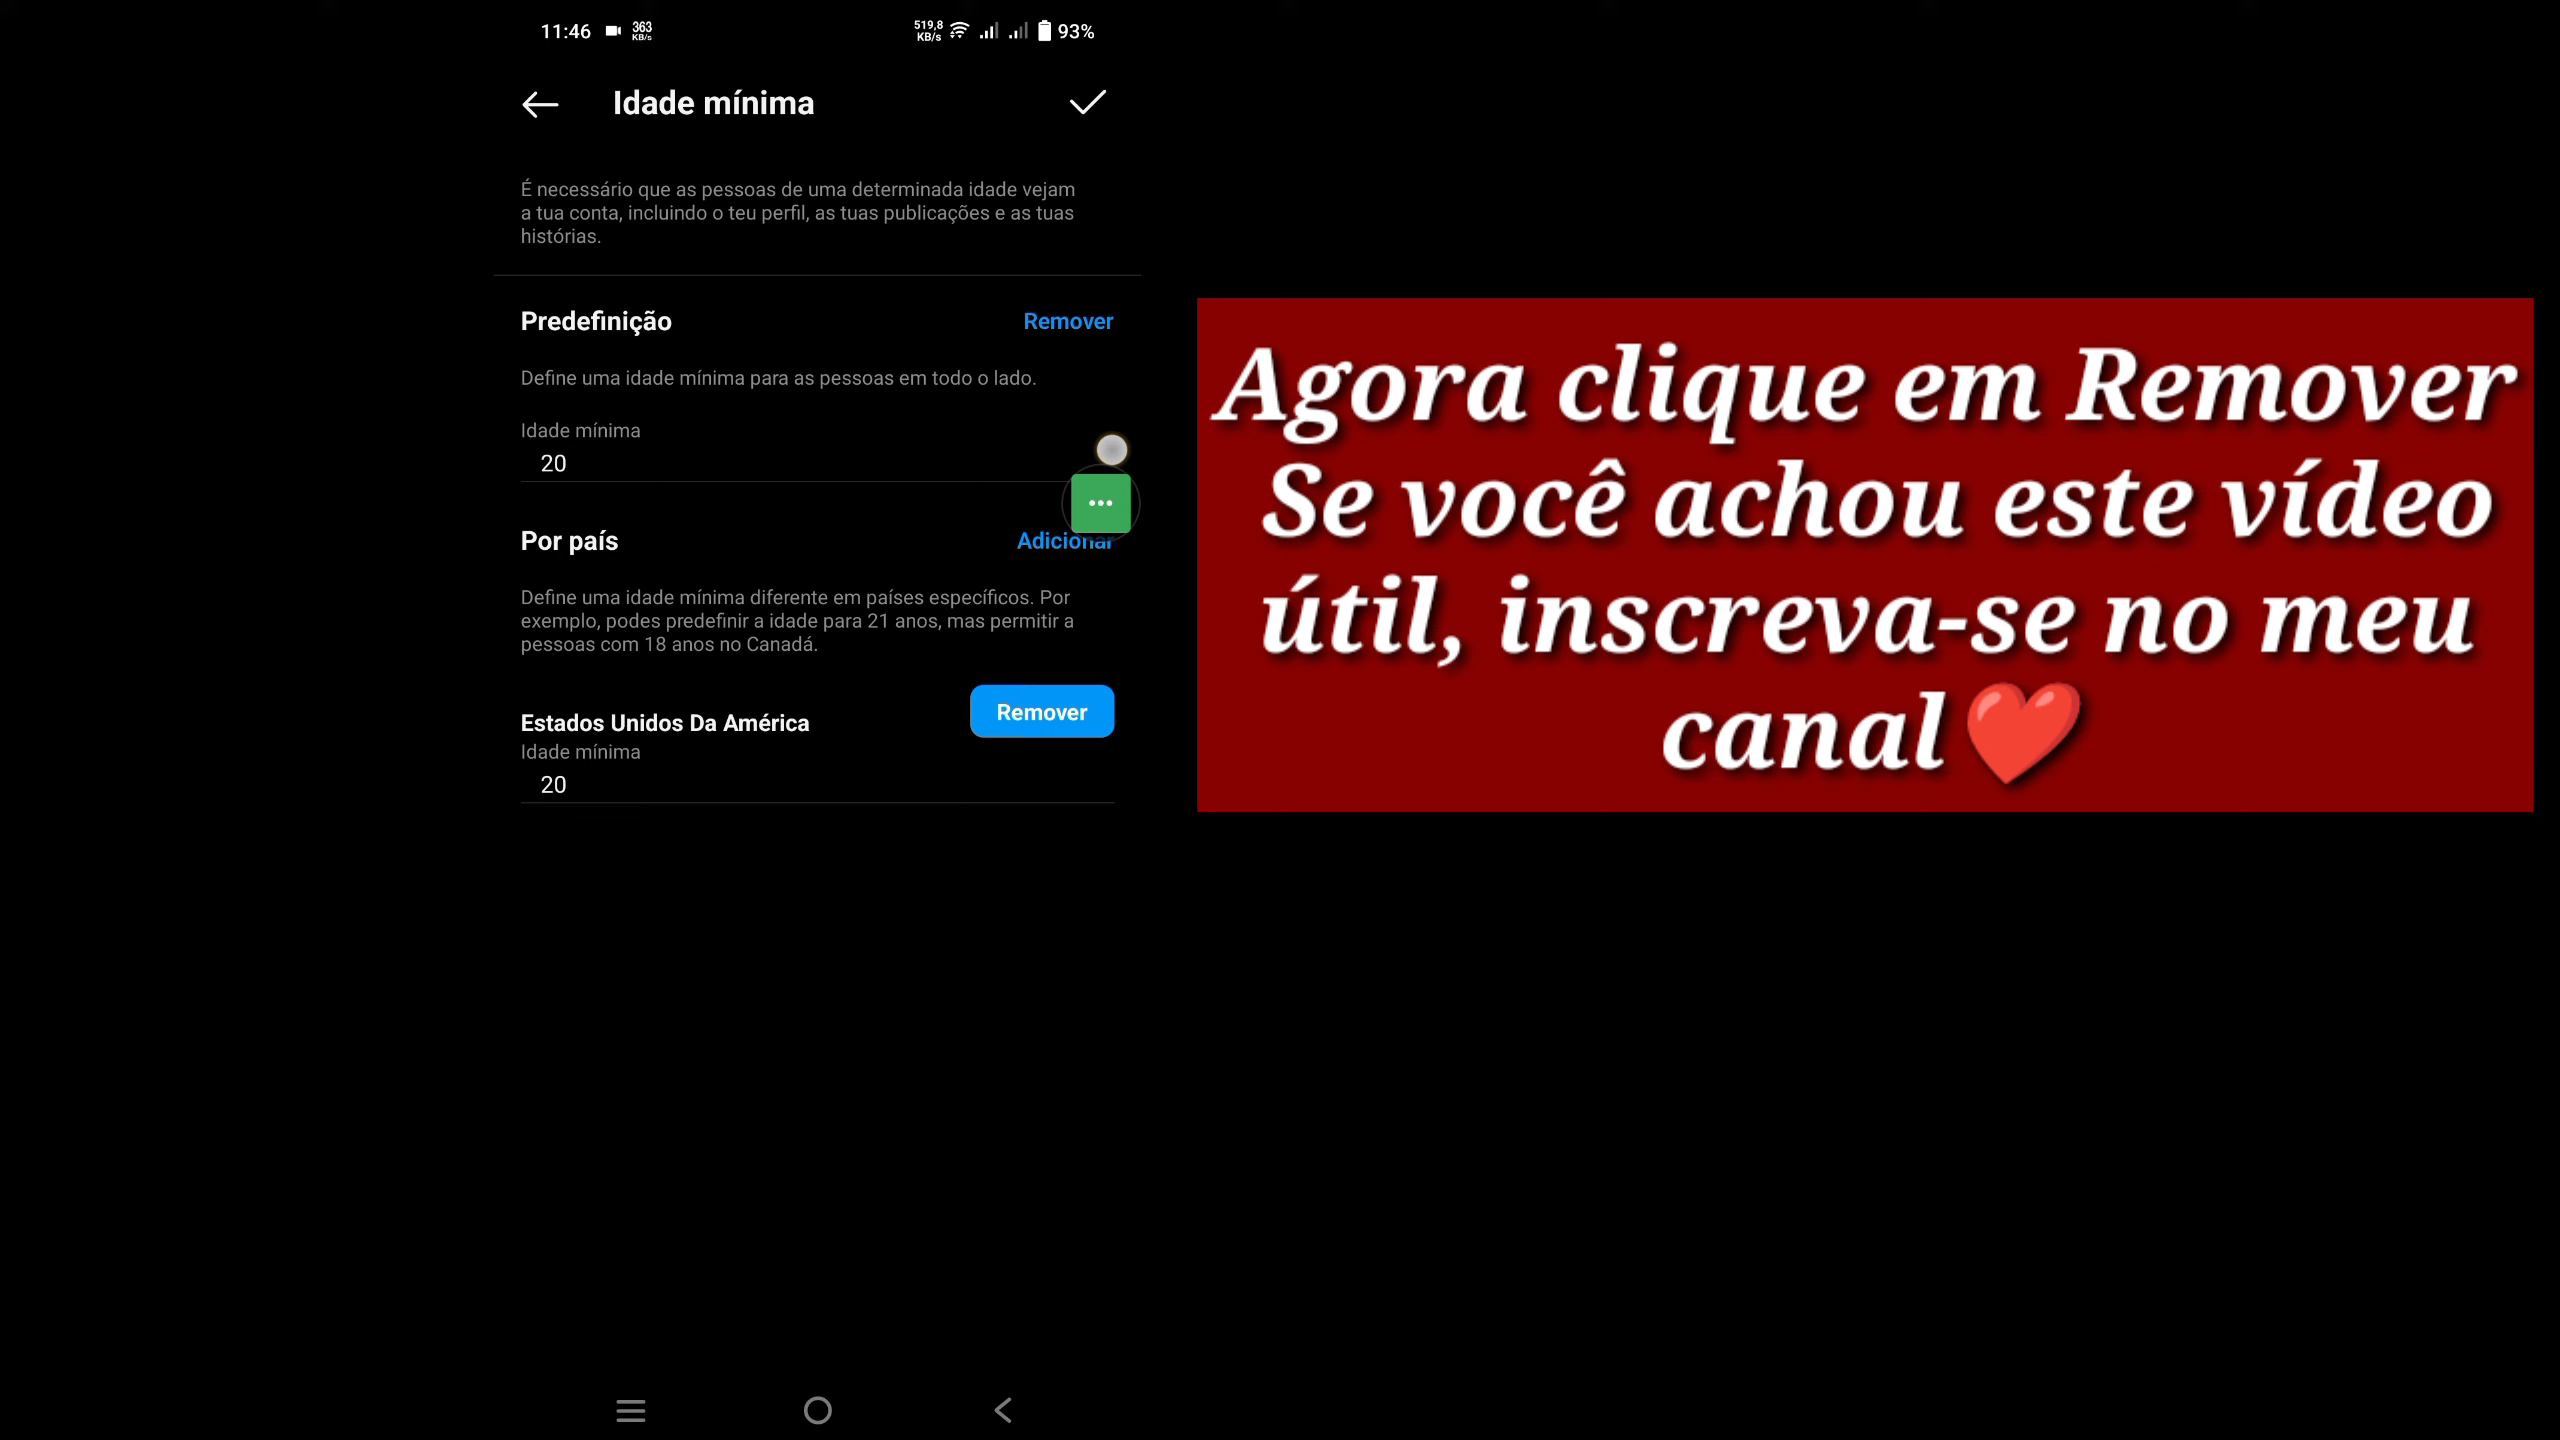 11:46 363 KB/s 519,8 KB/s 93%
Idade mínima
É necessário que as pessoas de uma determinada idade vejam
a tua conta, incluindo o teu perfil, as tuas publicações e as tuas
histórias.
Predefinição Remover
Define uma idade mínima para as pessoas em todo o lado.
Idade mínima
20
Por país Adicionar
Define uma idade mínima diferente em países específicos. Por
exemplo, podes predefinir a idade para 21 anos, mas permitir a
pessoas com 18 anos no Canadá.
Estados Unidos Da América Remover
Idade mínima
20
Agora clique em Remover
Se você achou este vídeo
útil, inscreva-se no meu
canal ❤️